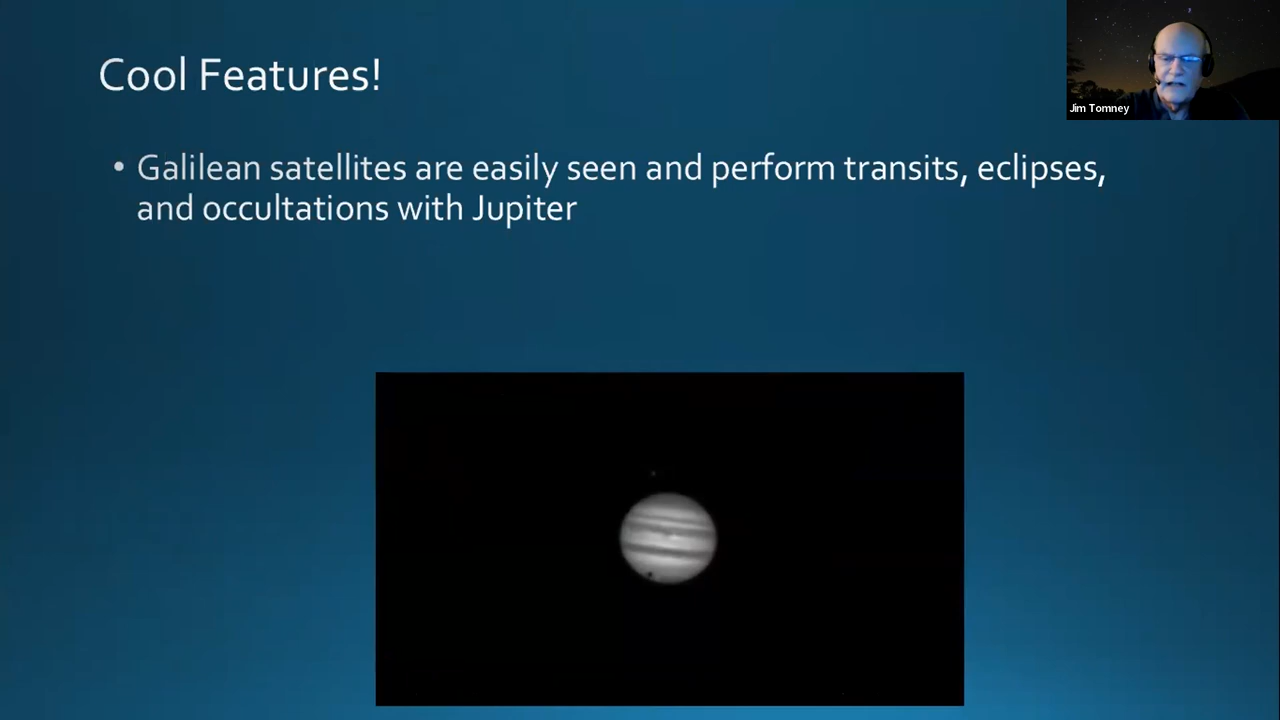 Cool Features!
Jim Tomney
• Galilean satellites are easily seen and perform transits, eclipses,
and occultations with Jupiter